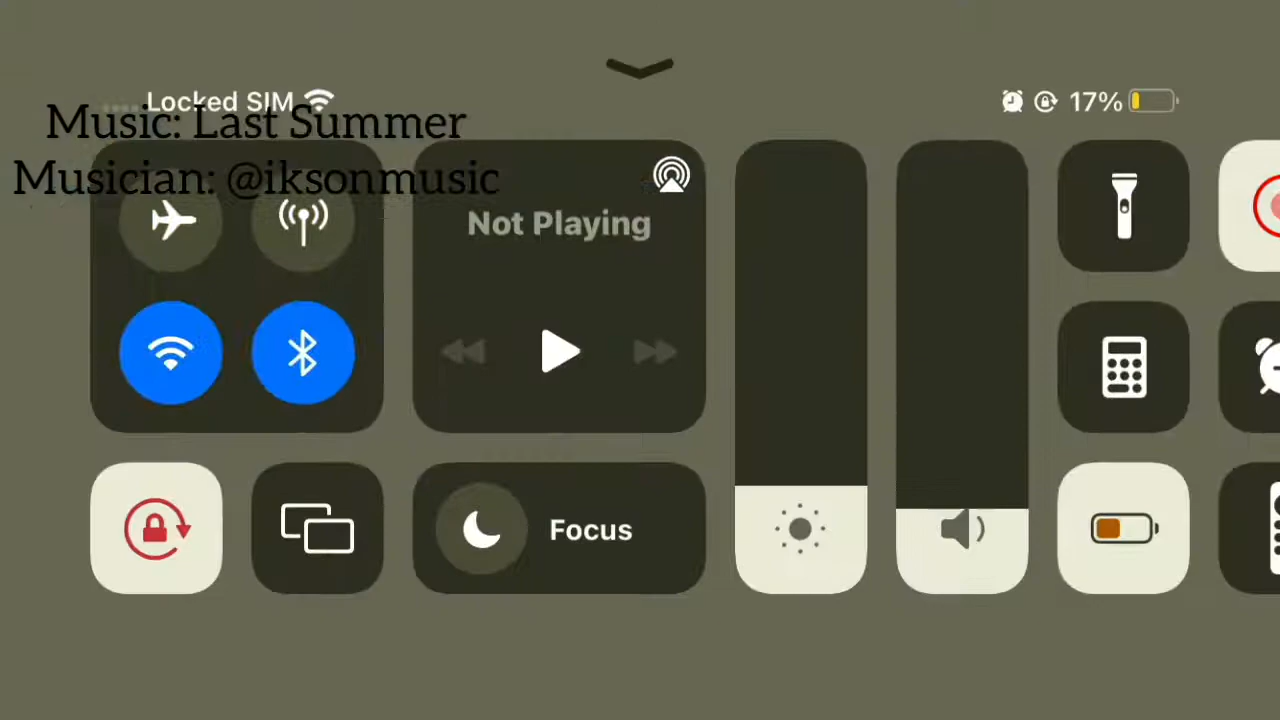 Locked SIM
17%
Music: Last Summer
Musician: @iksonmusic
Not Playing
Focus